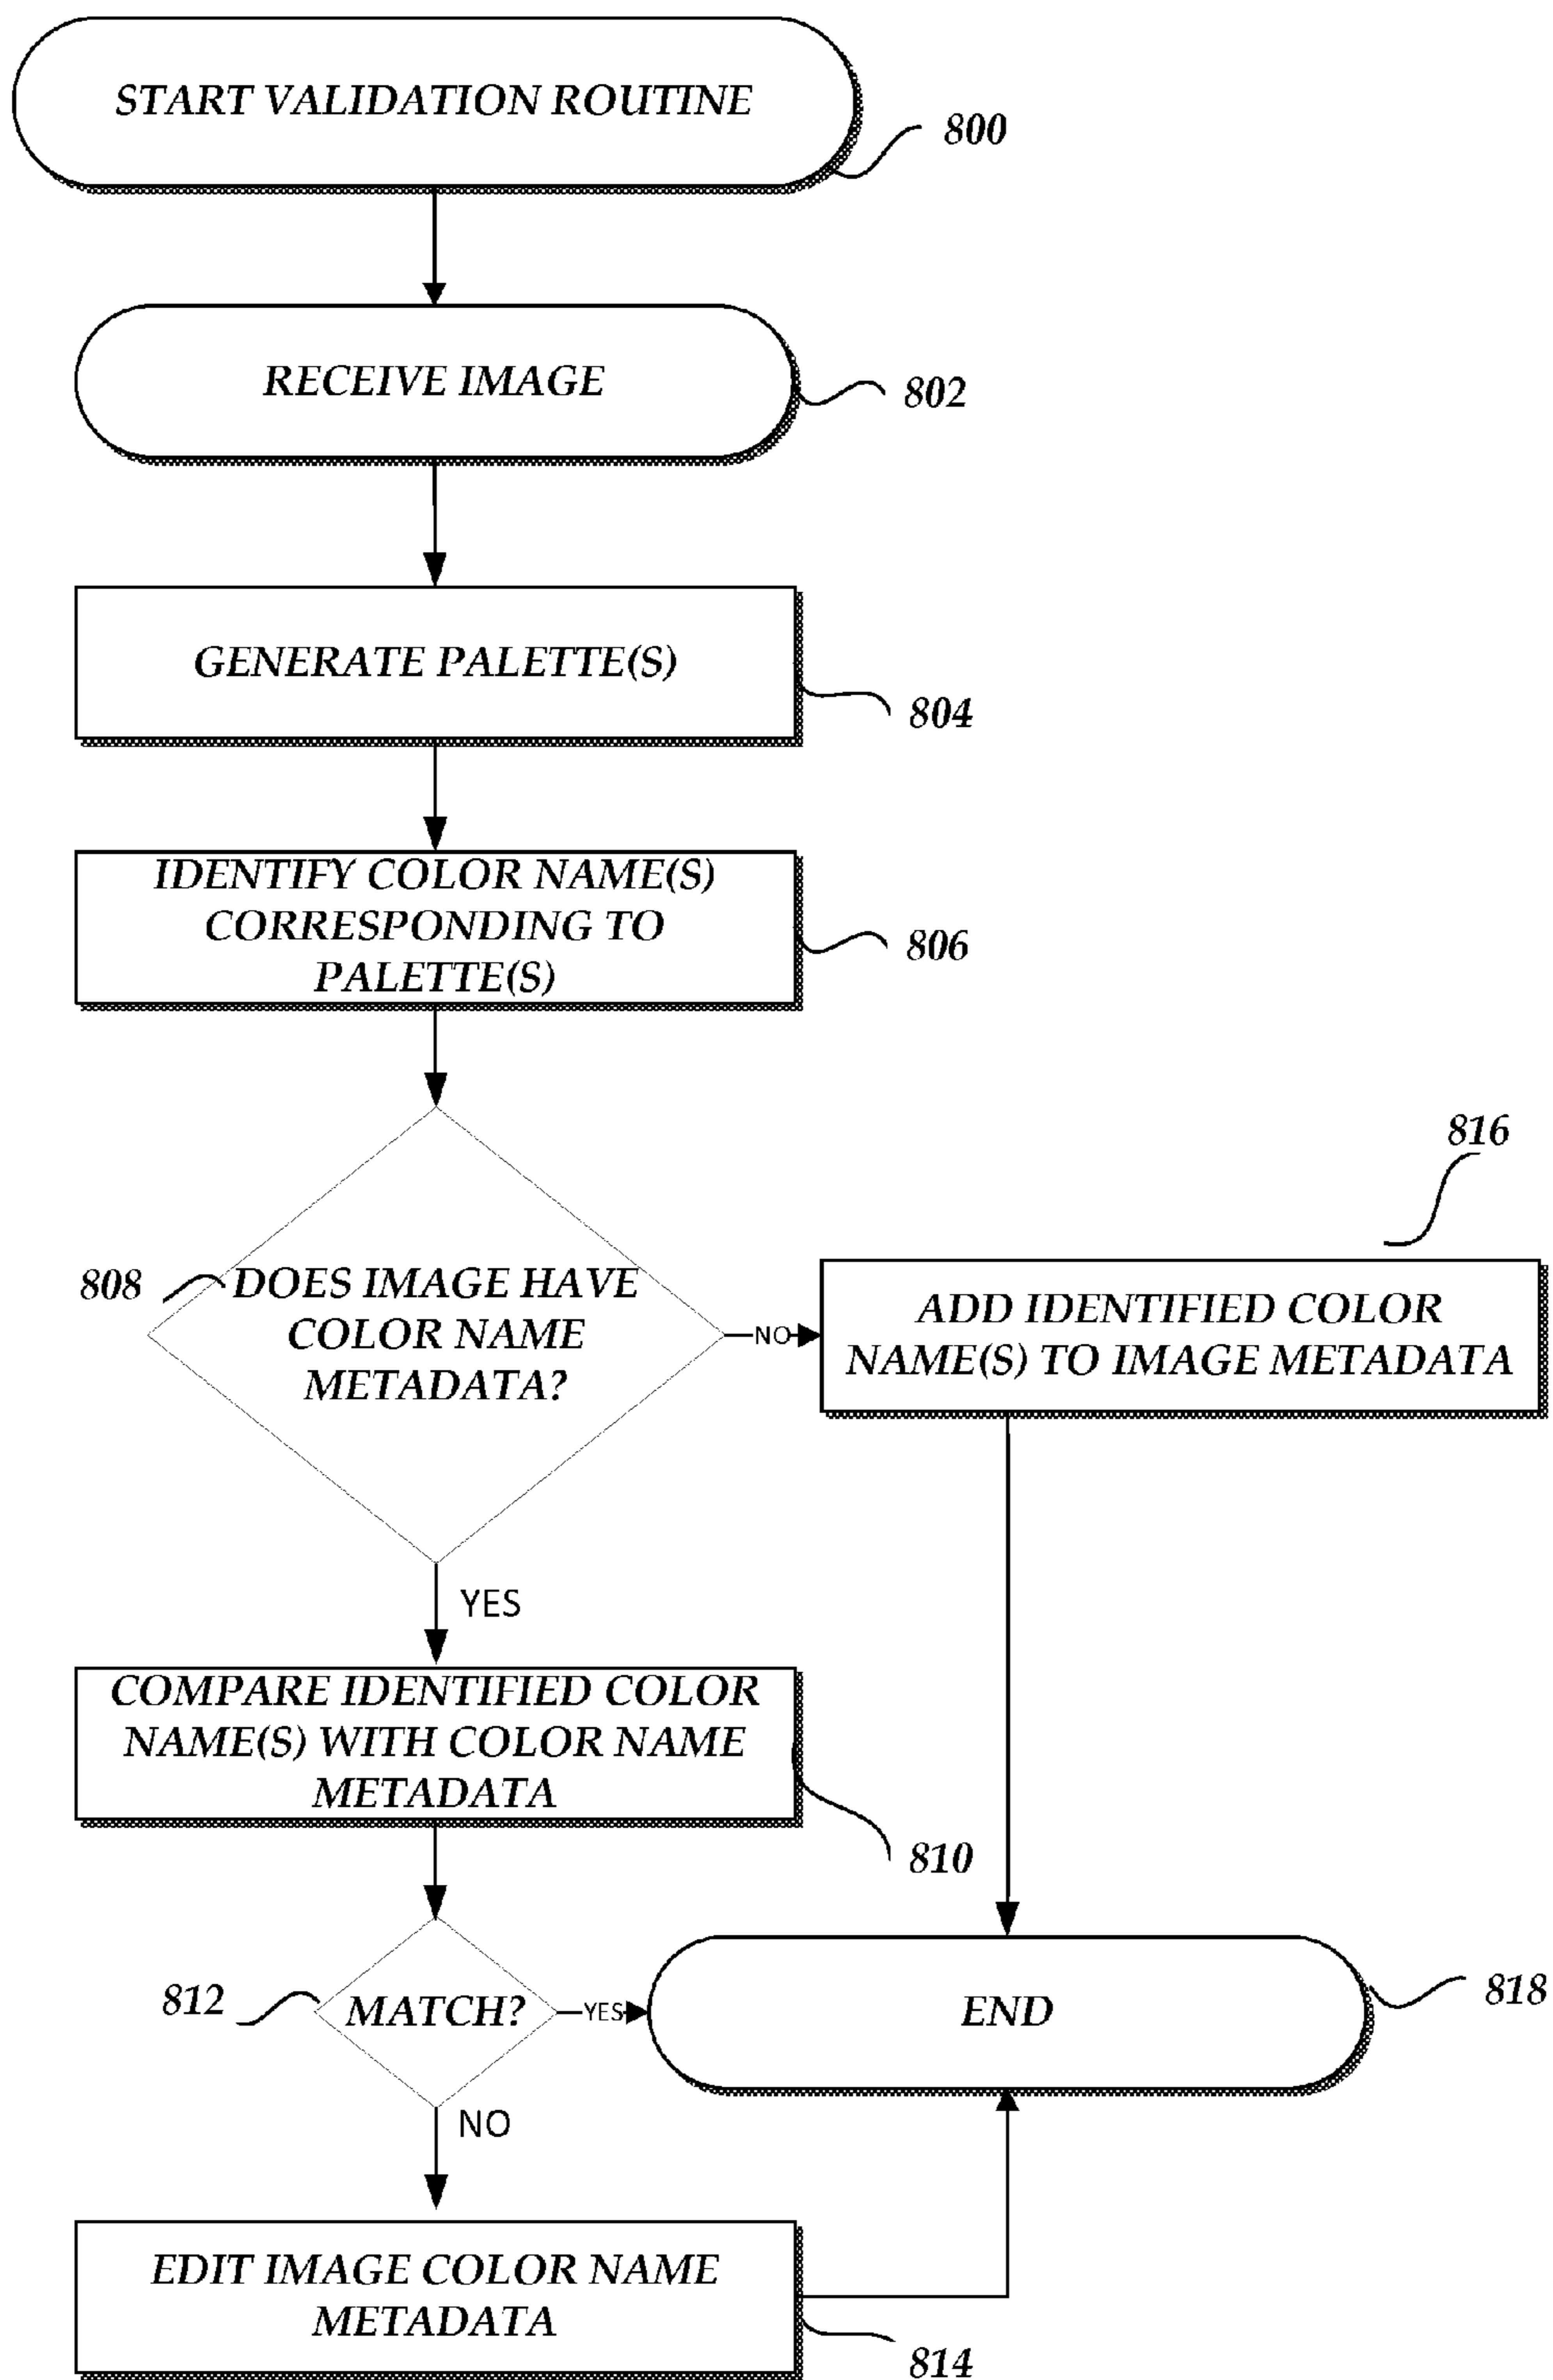 START VALIDATION ROUTINE
800
RECEIVE IMAGE
802
GENERATE PALETTE(S)
804
IDENTIFY COLOR NAME(S)
CORRESPONDING TO
PALETTE(S)
806
816
808
DOES IMAGE HAVE
COLOR NAME
METADATA?
NO
ADD IDENTIFIED COLOR
NAME(S) TO IMAGE METADATA
YES
COMPARE IDENTIFIED COLOR
NAME(S) WITH COLOR NAME
METADATA
810
812
MATCH?
YES
END
818
NO
EDIT IMAGE COLOR NAME
METADATA
814